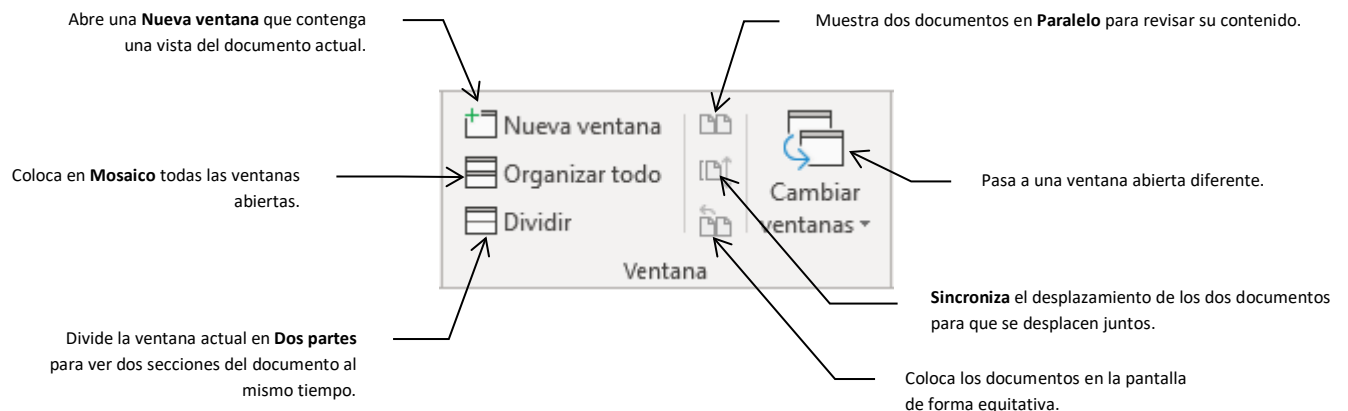 Abre una Nueva ventana que contenga
una vista del documento actual.
Muestra dos documentos en Paralelo para revisar su contenido.
Nueva ventana
Organizar todo
Dividir
Cambiar
ventanas
Ventana
Coloca en Mosaico todas las ventanas
abiertas.
Pasa a una ventana abierta diferente.
Sincroniza el desplazamiento de los dos documentos
para que se desplacen juntos.
Divide la ventana actual en Dos partes
para ver dos secciones del documento al
mismo tiempo.
Coloca los documentos en la pantalla
de forma equitativa.